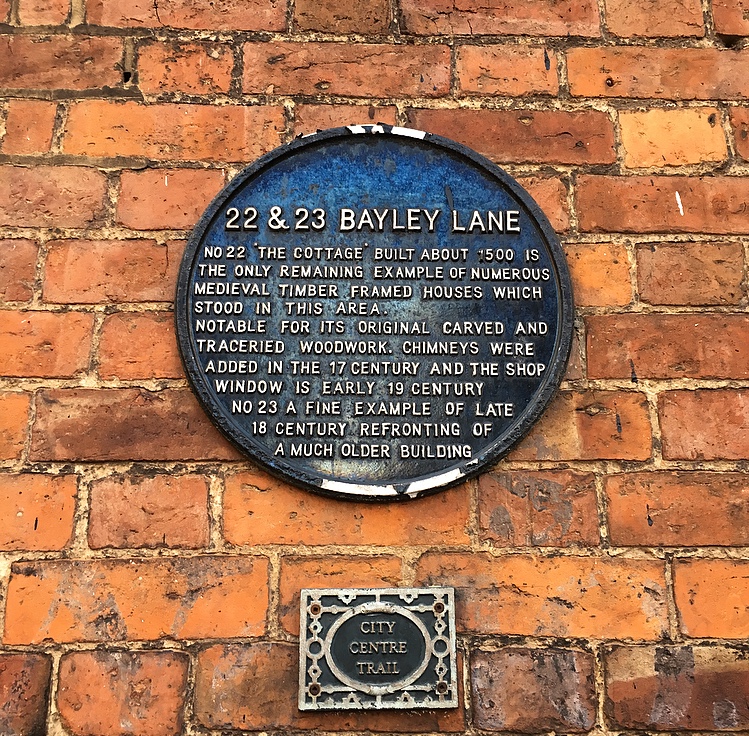 22 & 23 BAYLEY LANE
NO 22 'THE COTTAGE' BUILT ABOUT 1500 IS
THE ONLY REMAINING EXAMPLE OF NUMEROUS
MEDIEVAL TIMBER FRAMED HOUSES WHICH
STOOD IN THIS AREA.
NOTABLE FOR ITS ORIGINAL CARVED AND
TRACERIED WOODWORK. CHIMNEYS WERE
ADDED IN THE 17 CENTURY AND THE SHOP
WINDOW IS EARLY 19 CENTURY
NO 23 A FINE EXAMPLE OF LATE
18 CENTURY REFRONTING OF
A MUCH OLDER BUILDING
CITY
CENTRE
TRAIL